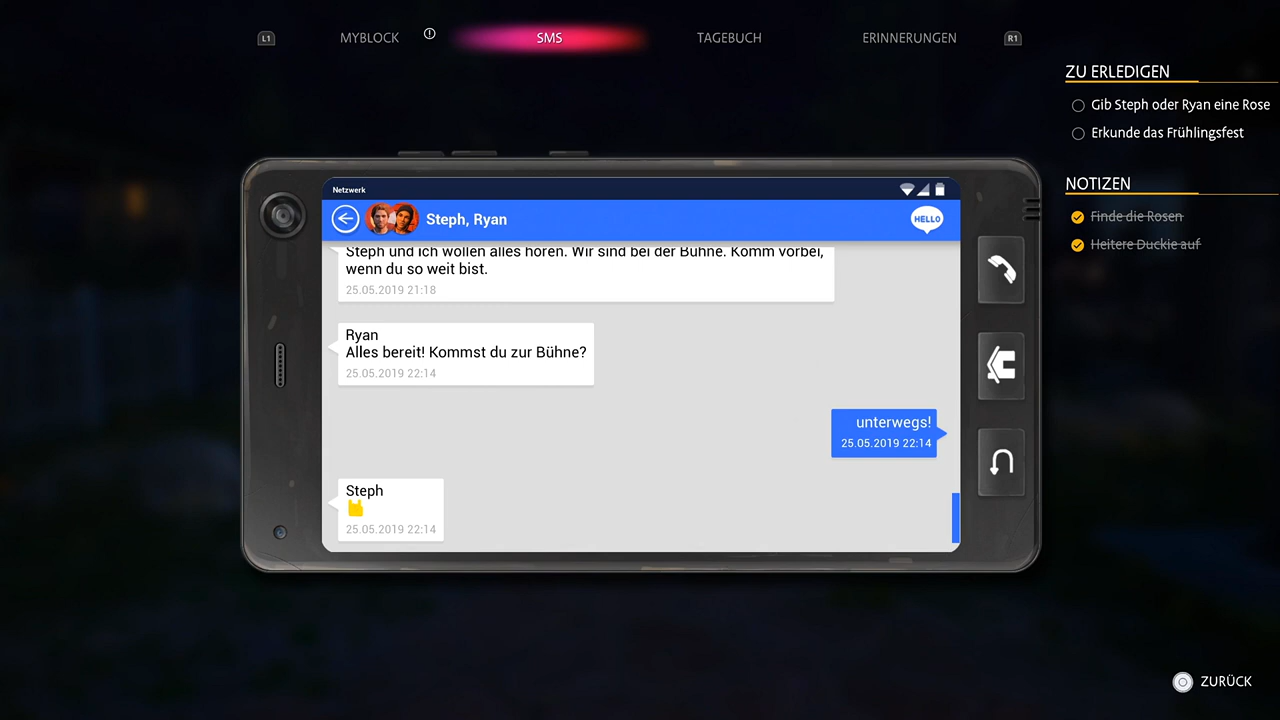 L1
MYBLOCK
SMS
TAGEBUCH
ERINNERUNGEN
R1
ZU ERLEDIGEN
Gib Steph oder Ryan eine Rose
Erkunde das Frühlingsfest
NOTIZEN
Finde die Rosen
Heitere Duckie auf
Netzwerk
Steph, Ryan
HELLO
Steph und ich wollen alles hören. Wir sind bei der Bühne. Komm vorbei,
wenn du so weit bist.
25.05.2019 21:18
Ryan
Alles bereit! Kommst du zur Bühne?
25.05.2019 22:14
unterwegs!
25.05.2019 22:14
Steph
25.05.2019 22:14
ZURÜCK